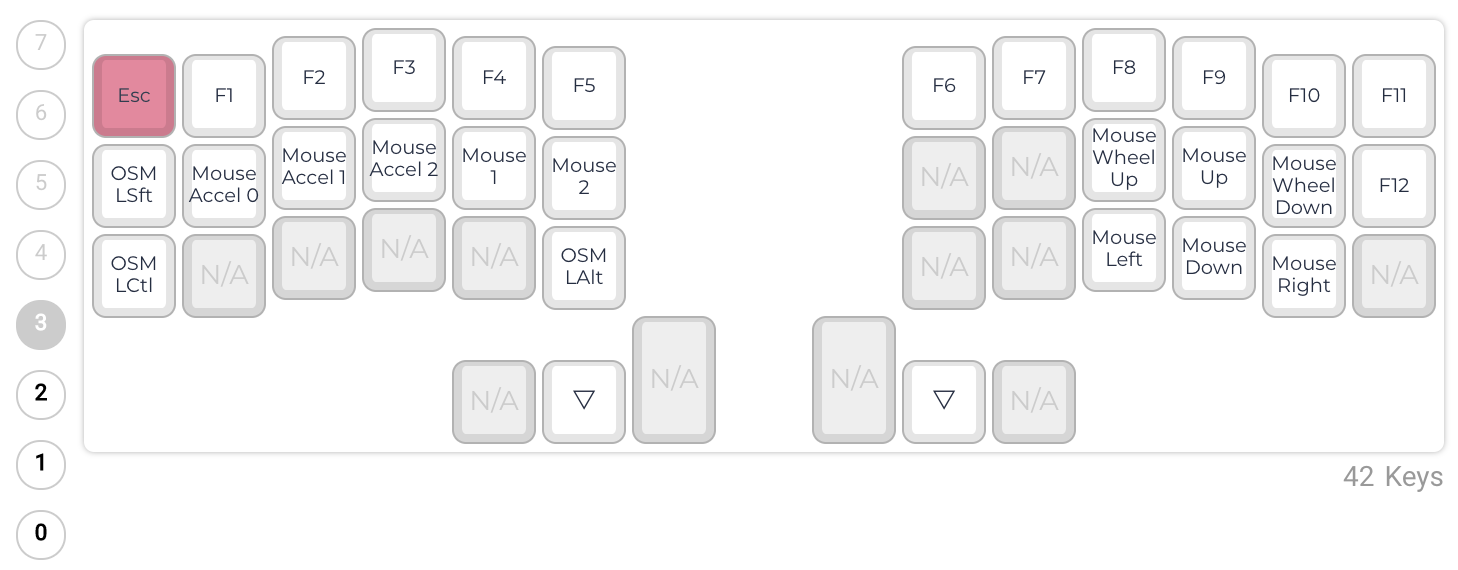 7
6
5
4
3
2
1
0
Esc
F1
F2
F3
F4
F5
F6
F7
F8
F9
F10
F11
OSM
LSft
Mouse
Accel 0
Mouse
Accel 1
Mouse
Accel 2
Mouse
1
Mouse
2
N/A
N/A
Mouse
Wheel
Up
Mouse
Up
Mouse
Wheel
Down
F12
OSM
LCtl
N/A
N/A
N/A
N/A
OSM
LAlt
N/A
N/A
Mouse
Left
Mouse
Down
Mouse
Right
N/A
N/A
▽
N/A
N/A
▽
N/A
42 Keys